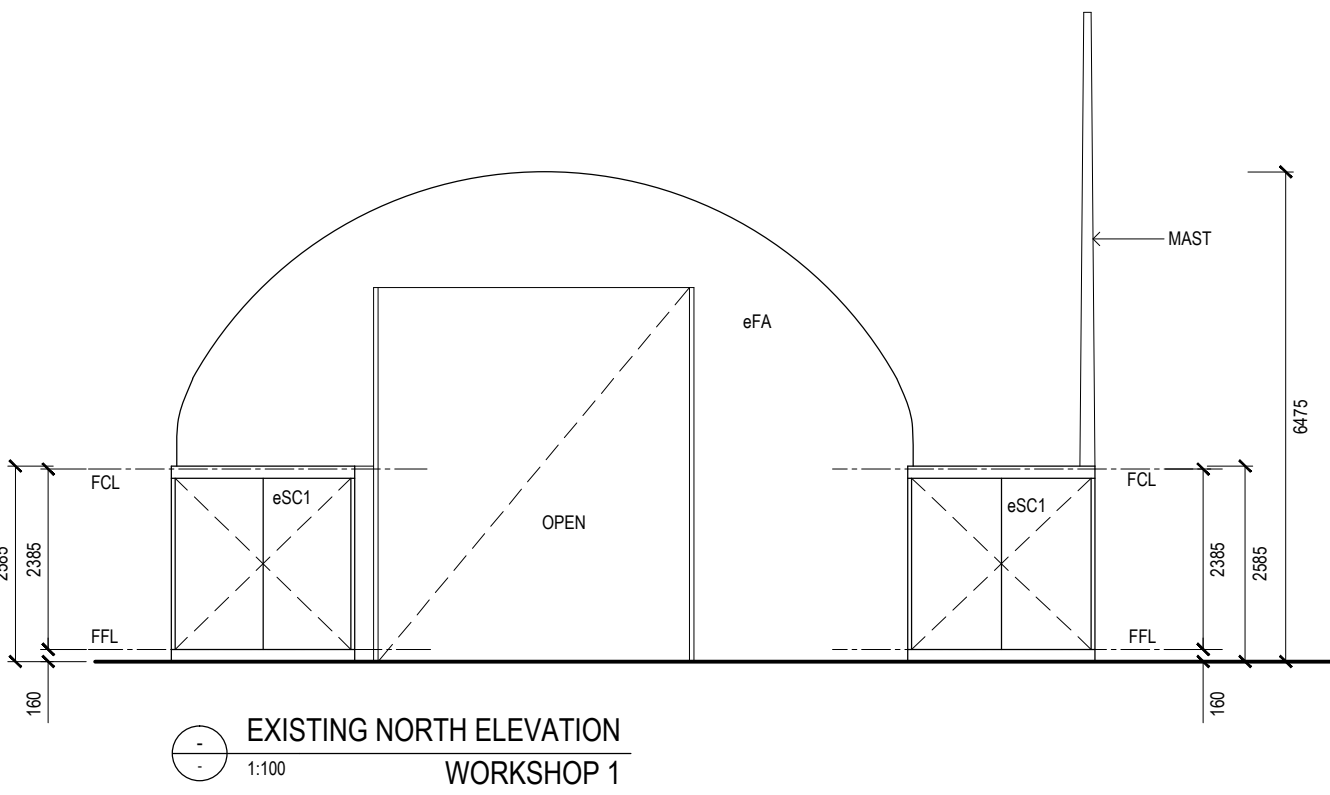 MAST
eFA
6475
FCL
eSC1
OPEN
FCL
eSC1
2585
2385
2385
2585
FFL
FFL
160
160
-
-
EXISTING NORTH ELEVATION
1:100
WORKSHOP 1